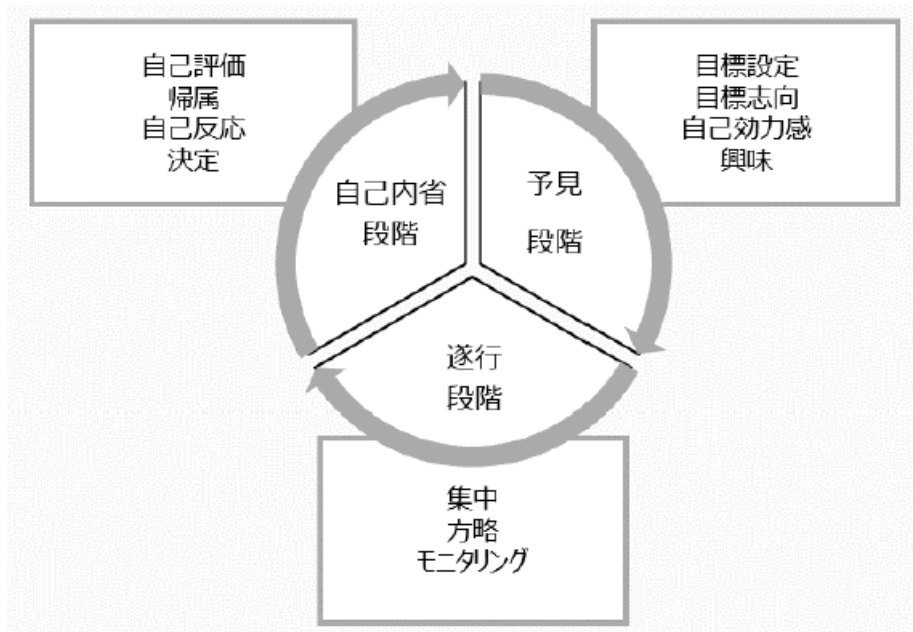 自己評価
帰属
自己反応
決定
目標設定
目標志向
自己効力感
興味
自己内省
段階
予見
段階
遂行
段階
集中
方略
モニタリング